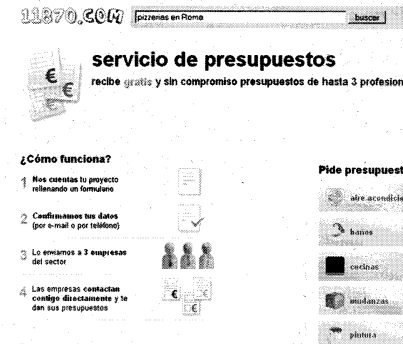 11870.COM pizzerias en Roma buscar
servicio de presupuestos
recibe gratis y sin compromiso presupuestos de hasta 3 profesion
¿Cómo funciona?
1 Nos cuentas tu proyecto
rellenando un formulario
2 Confirmamos tus datos
(por e-mail o por teléfono)
3 Lo enviamos a 3 empresas
del sector
4 Las empresas contactan
contigo directamente y te
dan sus presupuestos
Pide presupuest
aire acondicio
baños
cocinas
mudanzas
pintura